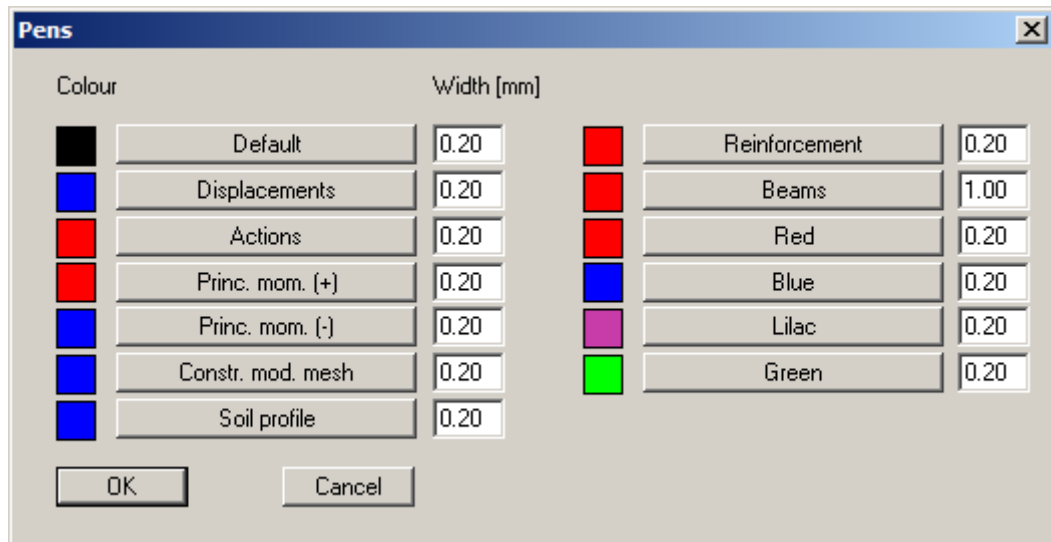 Pens
Colour Width [mm]
Default 0.20 Reinforcement 0.20
Displacements 0.20 Beams 1.00
Actions 0.20 Red 0.20
Princ. mom. (+) 0.20 Blue 0.20
Princ. mom. (-) 0.20 Lilac 0.20
Constr. mod. mesh 0.20 Green 0.20
Soil profile 0.20
OK Cancel